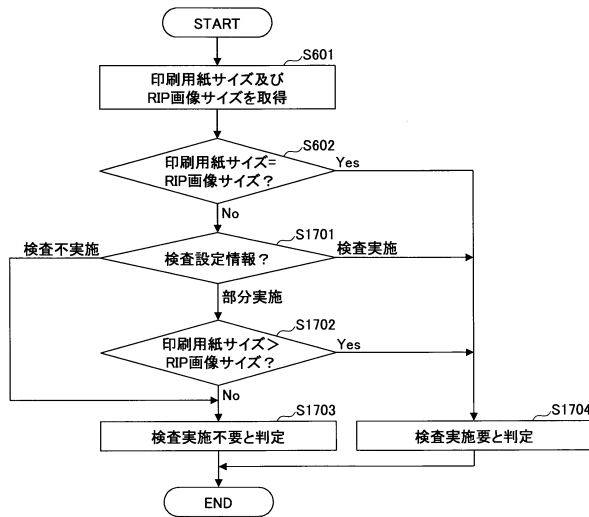 START
S601
印刷用紙サイズ及び
RIP画像サイズを取得
S602
印刷用紙サイズ=
RIP画像サイズ?
Yes
No
S1701
検査不実施
検査設定情報?
検査実施
部分実施
S1702
印刷用紙サイズ>
RIP画像サイズ?
Yes
No
S1703
S1704
検査実施不要と判定
検査実施要と判定
END